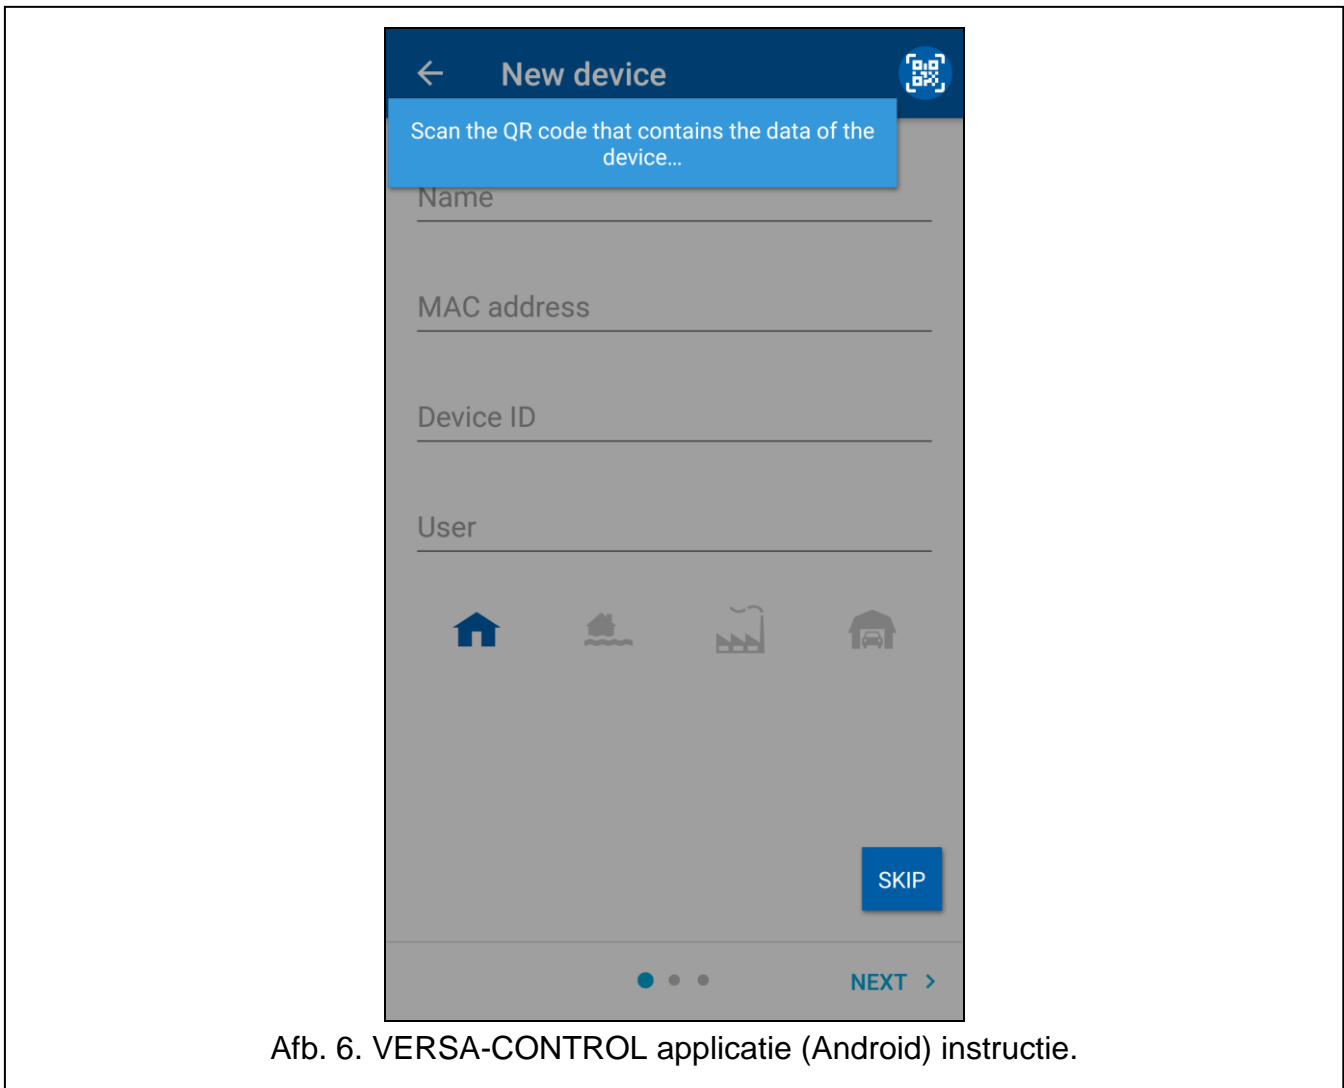 New device
Scan the QR code that contains the data of the
device...
Name
MAC address
Device ID
User
SKIP
NEXT
Afb. 6. VERSA-CONTROL applicatie (Android) instructie.